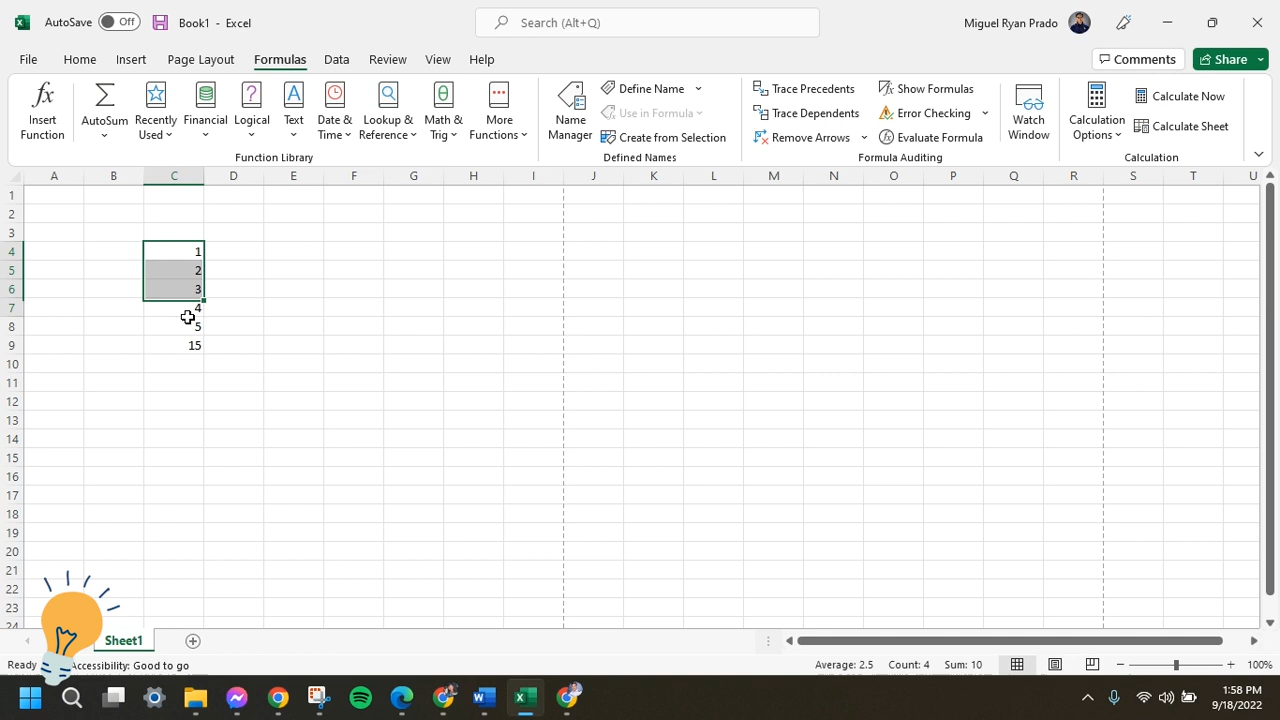 AutoSave Off Book1 - Excel Search (Alt+Q) Miguel Ryan Prado
File Home Insert Page Layout Formulas Data Review View Help Comments Share
Insert Function
AutoSum
Recently Used
Financial
Logical
Text
Date & Time
Lookup & Reference
Math & Trig
More Functions
Function Library
Name Manager
Define Name
Use in Formula
Create from Selection
Defined Names
Trace Precedents
Trace Dependents
Remove Arrows
Show Formulas
Error Checking
Evaluate Formula
Formula Auditing
Watch Window
Calculation Options
Calculate Now
Calculate Sheet
Calculation
A B C D E F G H I J K L M N O P Q R S T U
1
2
3
4 1
5 2
6 3
7 4
8 5
9 15
10
11
12
13
14
15
16
17
18
19
20
21
22
23
24
Sheet1
Ready Accessibility: Good to go Average: 2.5 Count: 4 Sum: 10 100%
1:58 PM
9/18/2022